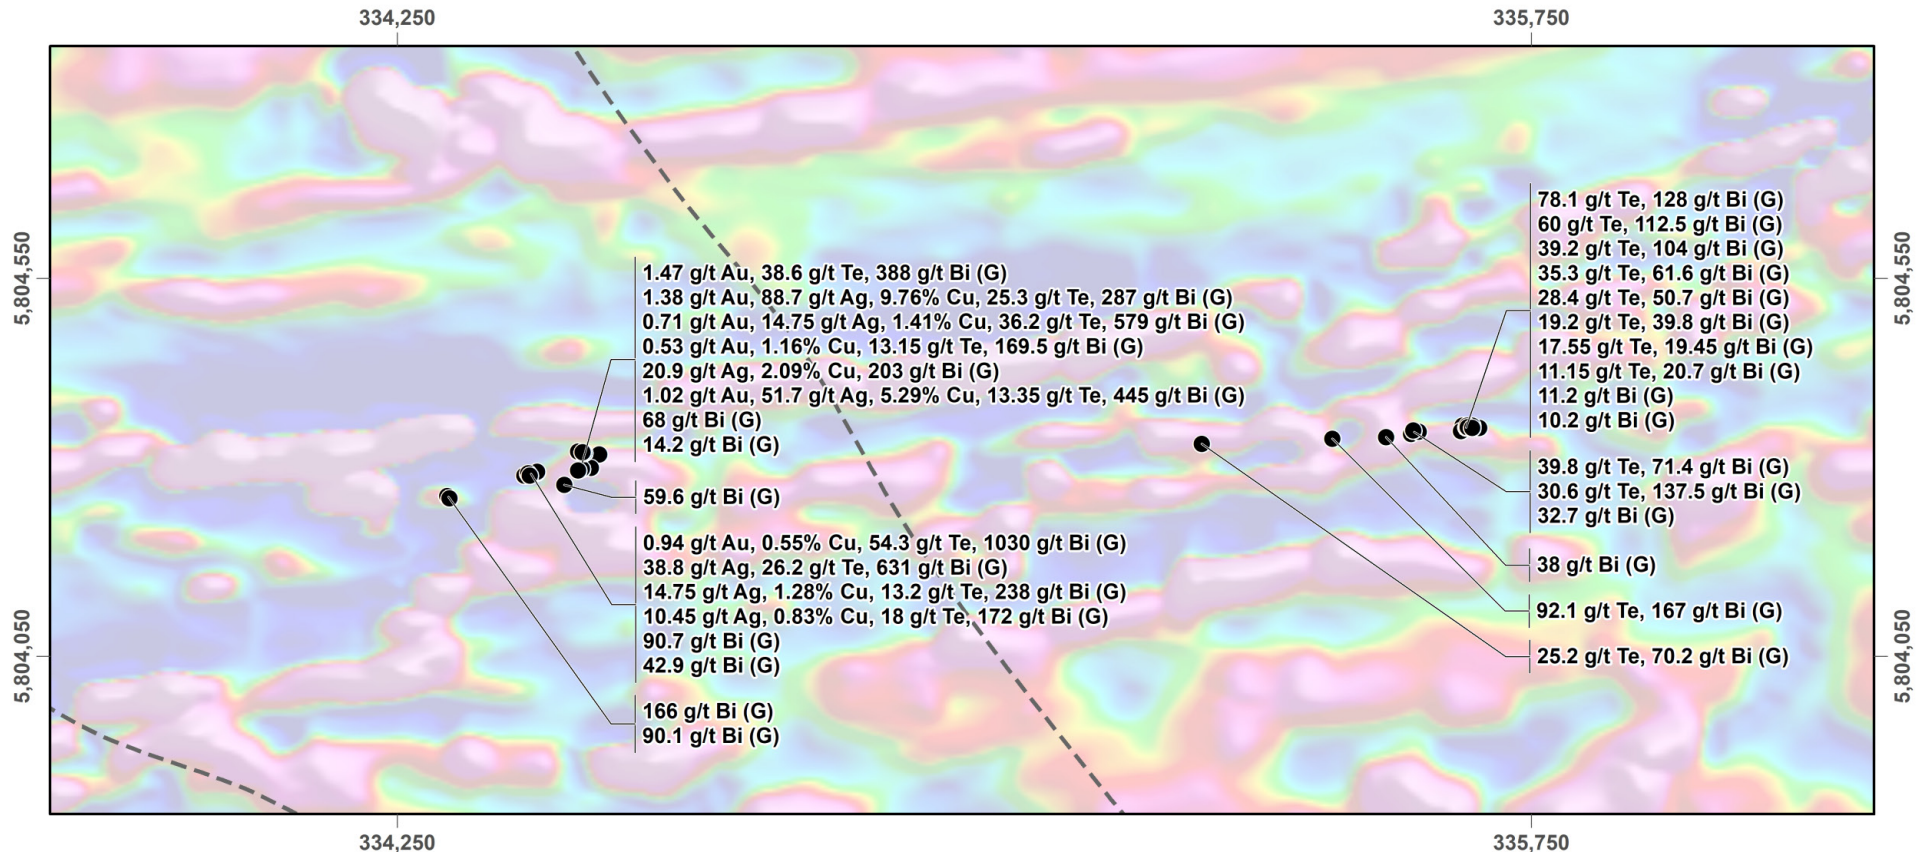 334,250
335,750
5,804,550
5,804,550
78.1 g/t Te, 128 g/t Bi (G)
60 g/t Te, 112.5 g/t Bi (G)
39.2 g/t Te, 104 g/t Bi (G)
35.3 g/t Te, 61.6 g/t Bi (G)
28.4 g/t Te, 50.7 g/t Bi (G)
19.2 g/t Te, 39.8 g/t Bi (G)
17.55 g/t Te, 19.45 g/t Bi (G)
11.15 g/t Te, 20.7 g/t Bi (G)
11.2 g/t Bi (G)
10.2 g/t Bi (G)
1.47 g/t Au, 38.6 g/t Te, 388 g/t Bi (G)
1.38 g/t Au, 88.7 g/t Ag, 9.76% Cu, 25.3 g/t Te, 287 g/t Bi (G)
0.71 g/t Au, 14.75 g/t Ag, 1.41% Cu, 36.2 g/t Te, 579 g/t Bi (G)
0.53 g/t Au, 1.16% Cu, 13.15 g/t Te, 169.5 g/t Bi (G)
20.9 g/t Ag, 2.09% Cu, 203 g/t Bi (G)
1.02 g/t Au, 51.7 g/t Ag, 5.29% Cu, 13.35 g/t Te, 445 g/t Bi (G)
68 g/t Bi (G)
14.2 g/t Bi (G)
59.6 g/t Bi (G)
39.8 g/t Te, 71.4 g/t Bi (G)
30.6 g/t Te, 137.5 g/t Bi (G)
32.7 g/t Bi (G)
0.94 g/t Au, 0.55% Cu, 54.3 g/t Te, 1030 g/t Bi (G)
38.8 g/t Ag, 26.2 g/t Te, 631 g/t Bi (G)
14.75 g/t Ag, 1.28% Cu, 13.2 g/t Te, 238 g/t Bi (G)
10.45 g/t Ag, 0.83% Cu, 18 g/t Te, 172 g/t Bi (G)
90.7 g/t Bi (G)
42.9 g/t Bi (G)
38 g/t Bi (G)
92.1 g/t Te, 167 g/t Bi (G)
25.2 g/t Te, 70.2 g/t Bi (G)
166 g/t Bi (G)
90.1 g/t Bi (G)
5,804,050
5,804,050
334,250
335,750